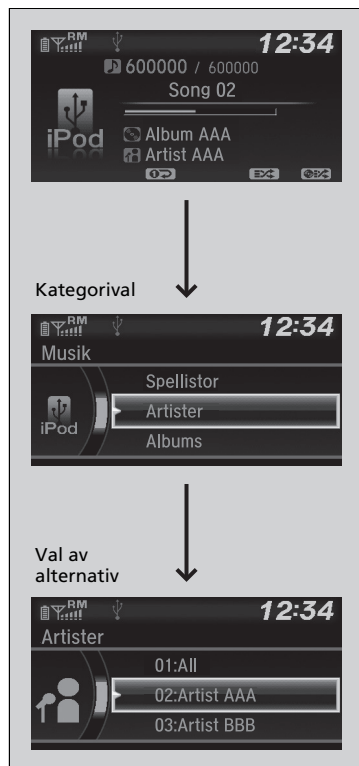 RM 12:34
600000 / 600000
Song 02
iPod
Album AAA
Artist AAA
Kategorival
RM 12:34
Musik
Spellistor
iPod
Artister
Albums
Val av
alternativ
RM 12:34
Artister
01:All
02:Artist AAA
03:Artist BBB